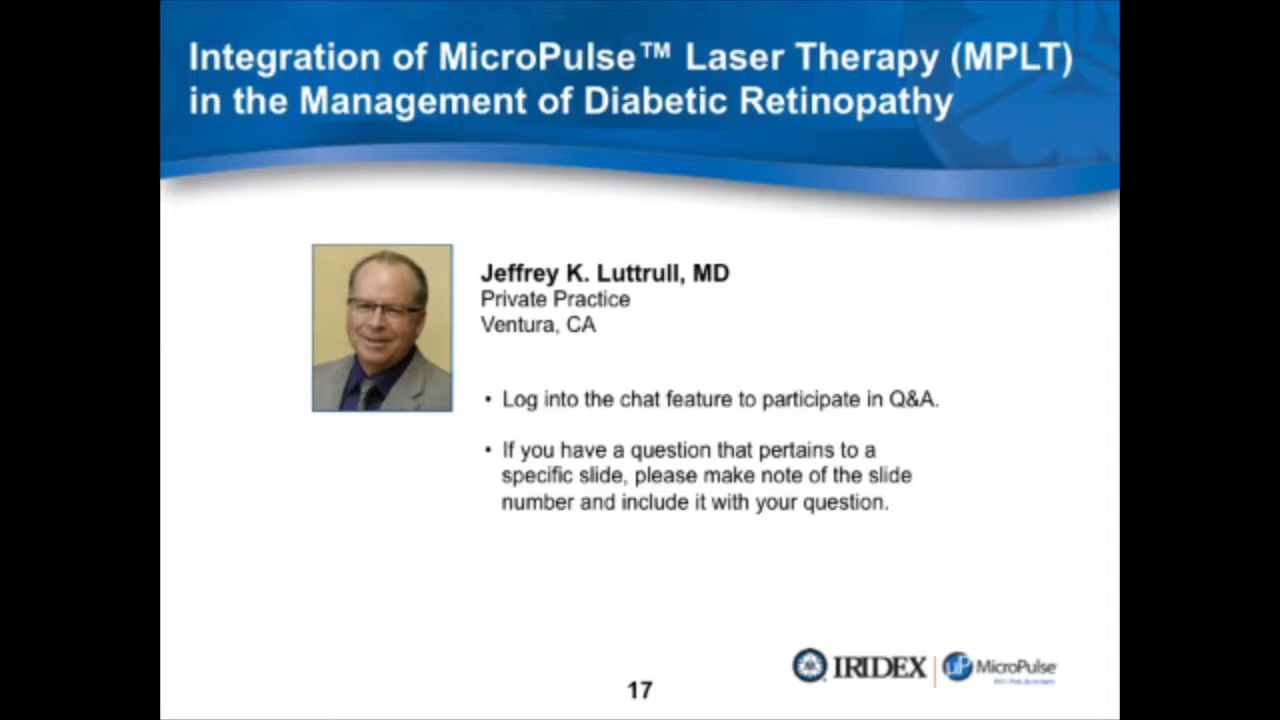 Integration of MicroPulse™ Laser Therapy (MPLT)
in the Management of Diabetic Retinopathy
Jeffrey K. Luttrull, MD
Private Practice
Ventura, CA
• Log into the chat feature to participate in Q&A.
• If you have a question that pertains to a
specific slide, please make note of the slide
number and include it with your question.
IRIDEX
µP MicroPulse
17